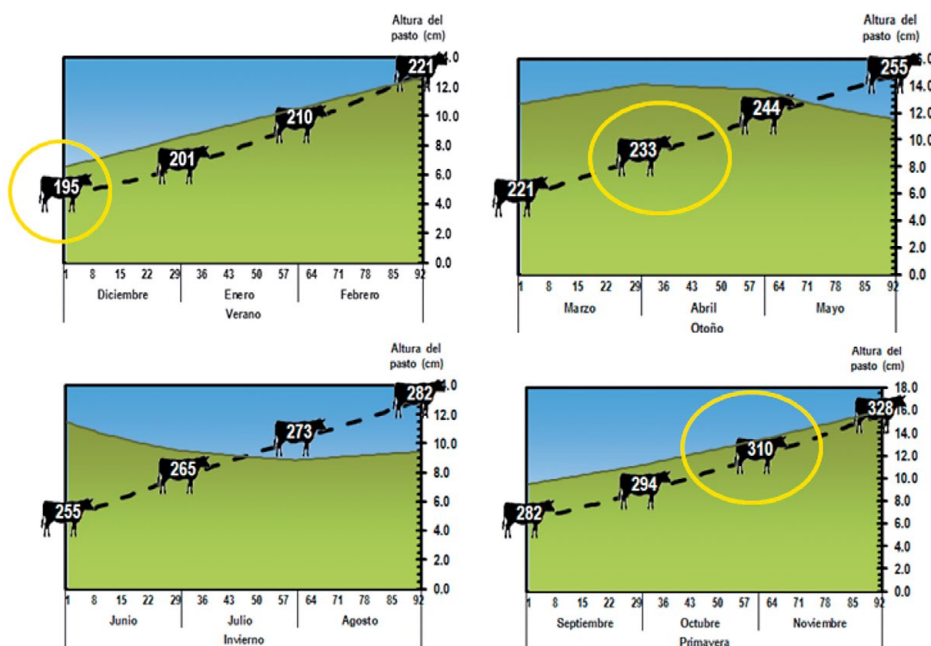 Altura del
pasto (cm)
14.0
12.0
10.0
8.0
6.0
4.0
2.0
0.0
195
201
210
221
1 8 15 22 29 36 43 50 57 64 71 78 85 92
Diciembre Enero Febrero
Verano
Altura del
pasto (cm)
16.0
14.0
12.0
10.0
8.0
6.0
4.0
2.0
0.0
221
233
244
255
1 8 15 22 29 36 43 50 57 64 71 78 85 92
Marzo Abril Mayo
Otoño
Altura del
pasto (cm)
14.0
12.0
10.0
8.0
6.0
4.0
2.0
0.0
255
265
273
282
1 8 15 22 29 36 43 50 57 64 71 78 85 92
Junio Julio Agosto
Invierno
Altura del
pasto (cm)
18.0
16.0
14.0
12.0
10.0
8.0
6.0
4.0
2.0
0.0
282
294
310
328
1 8 15 22 29 36 43 50 57 64 71 78 85 92
Septiembre Octubre Noviembre
Primavera